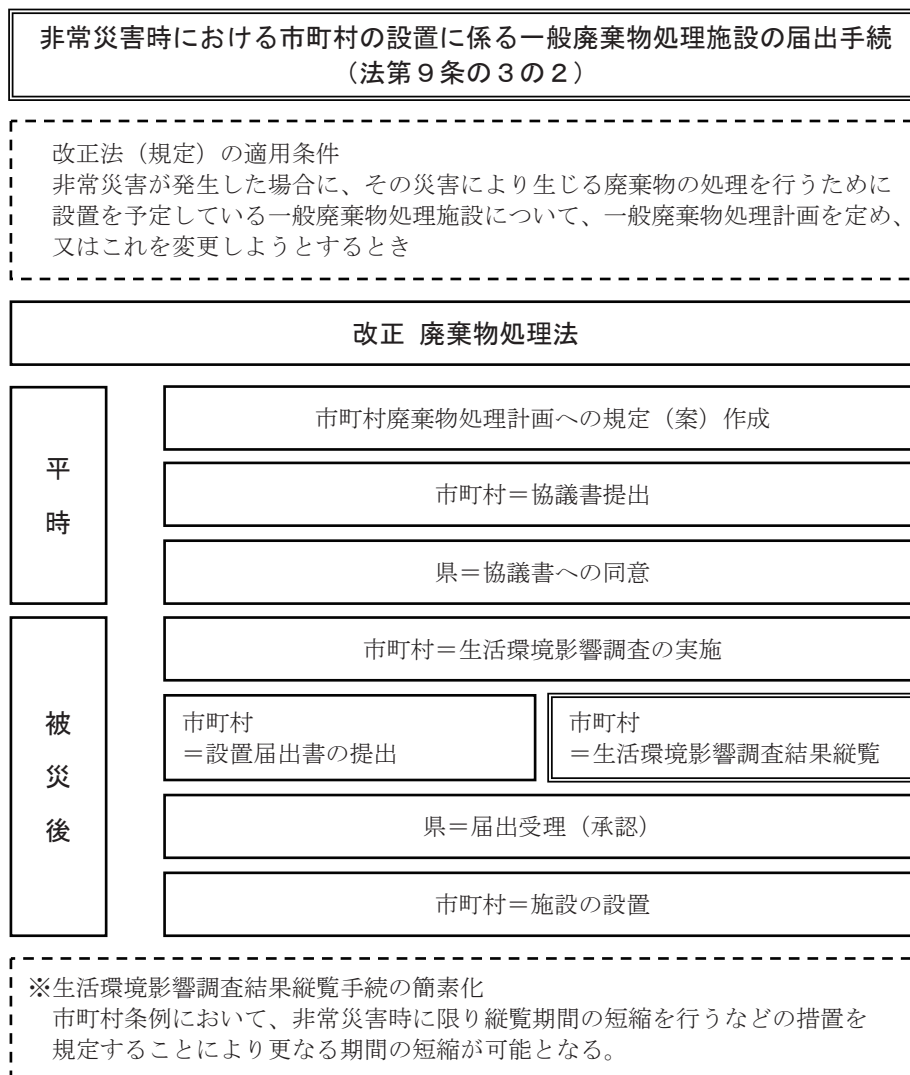 非常災害時における市町村の設置に係る一般廃棄物処理施設の届出手続
（法第９条の３の２）
改正法（規定）の適用条件
非常災害が発生した場合に、その災害により生じる廃棄物の処理を行うために
設置を予定している一般廃棄物処理施設について、一般廃棄物処理計画を定め、
又はこれを変更しようとするとき
改正 廃棄物処理法
平時
市町村廃棄物処理計画への規定（案）作成
市町村＝協議書提出
県＝協議書への同意
被災後
市町村＝生活環境影響調査の実施
市町村
＝設置届出書の提出
市町村
＝生活環境影響調査結果縦覧
県＝届出受理（承認）
市町村＝施設の設置
※生活環境影響調査結果縦覧手続の簡素化
市町村条例において、非常災害時に限り縦覧期間の短縮を行うなどの措置を
規定することにより更なる期間の短縮が可能となる。